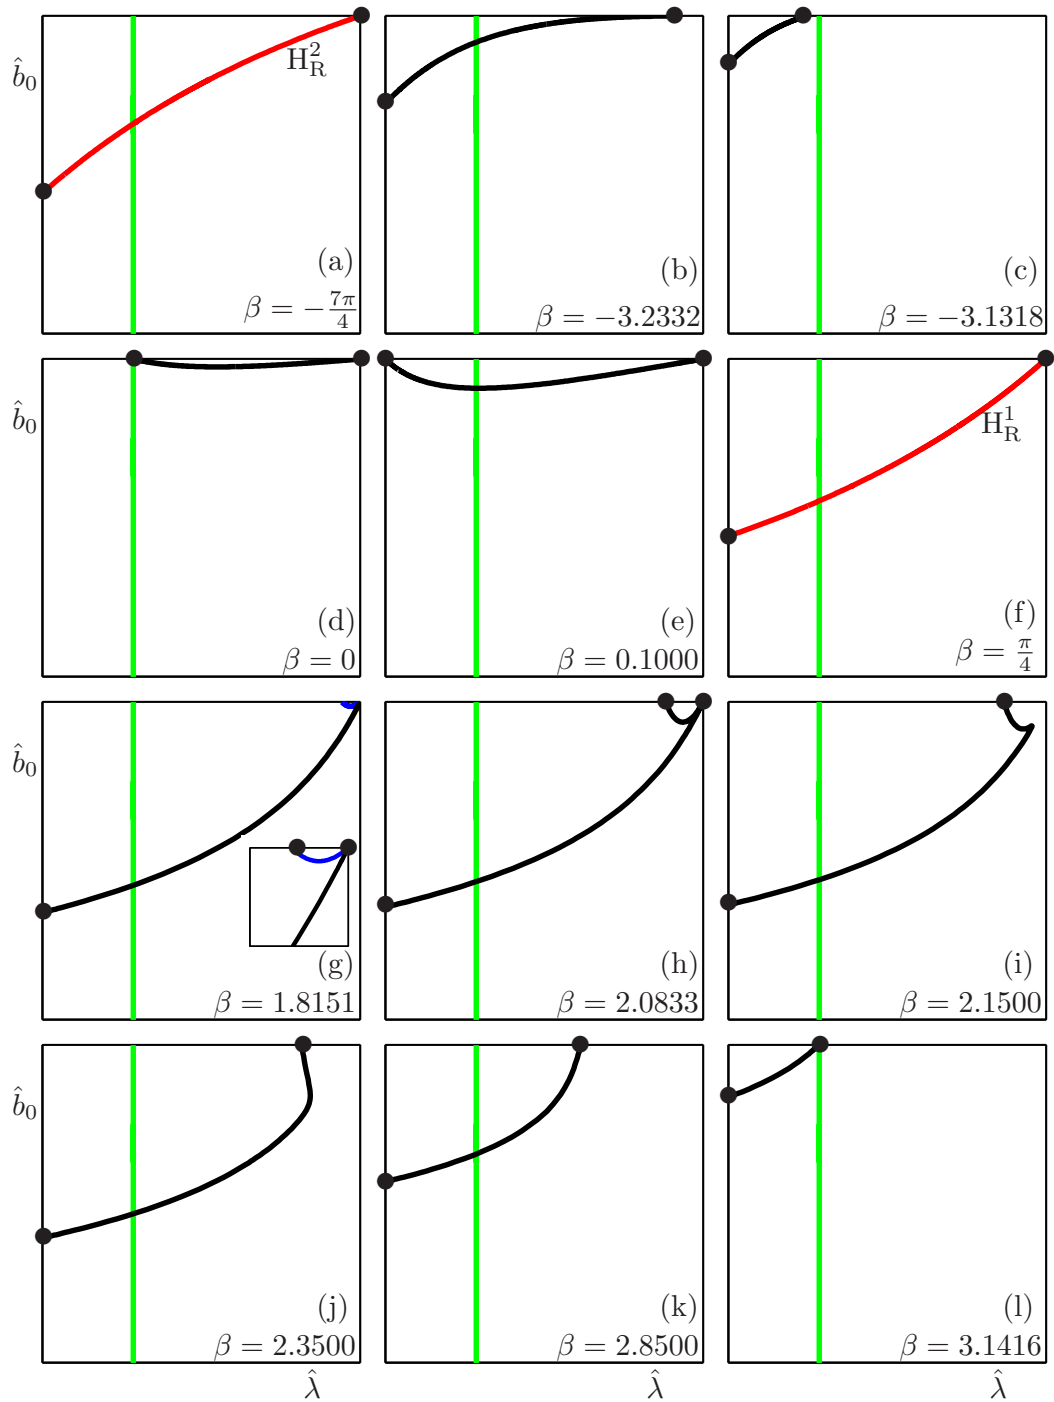 b̂₀
H²_R
(a)
β = −7π/4
(b)
β = −3.2332
(c)
β = −3.1318
b̂₀
(d)
β = 0
(e)
β = 0.1000
H¹_R
(f)
β = π/4
b̂₀
(g)
β = 1.8151
(h)
β = 2.0833
(i)
β = 2.1500
b̂₀
(j)
β = 2.3500
(k)
β = 2.8500
(l)
β = 3.1416
λ̂
λ̂
λ̂